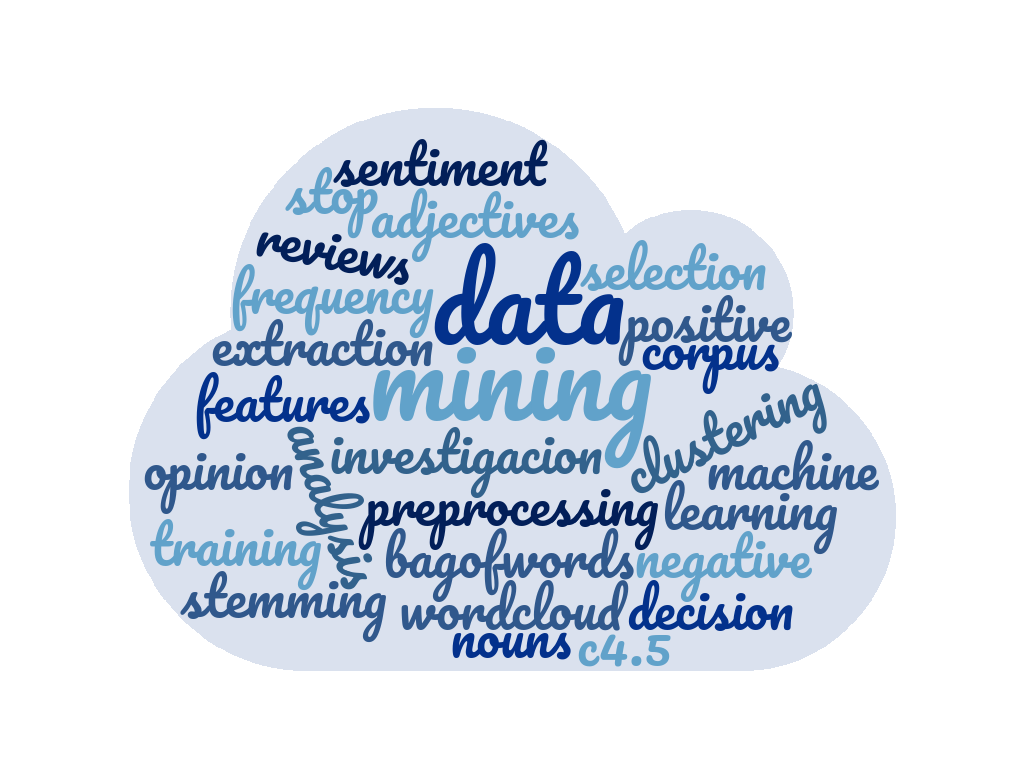 sentiment
stop
adjectives
reviews
selection
frequency
data
positive
extraction
corpus
mining
features
clustering
investigacion
opinion
analysis
machine
preprocessing
learning
training
bagofwords
negative
stemming
wordcloud
decision
nouns
c4.5